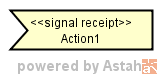 <<signal receipt>>
Action1
powered by Astah